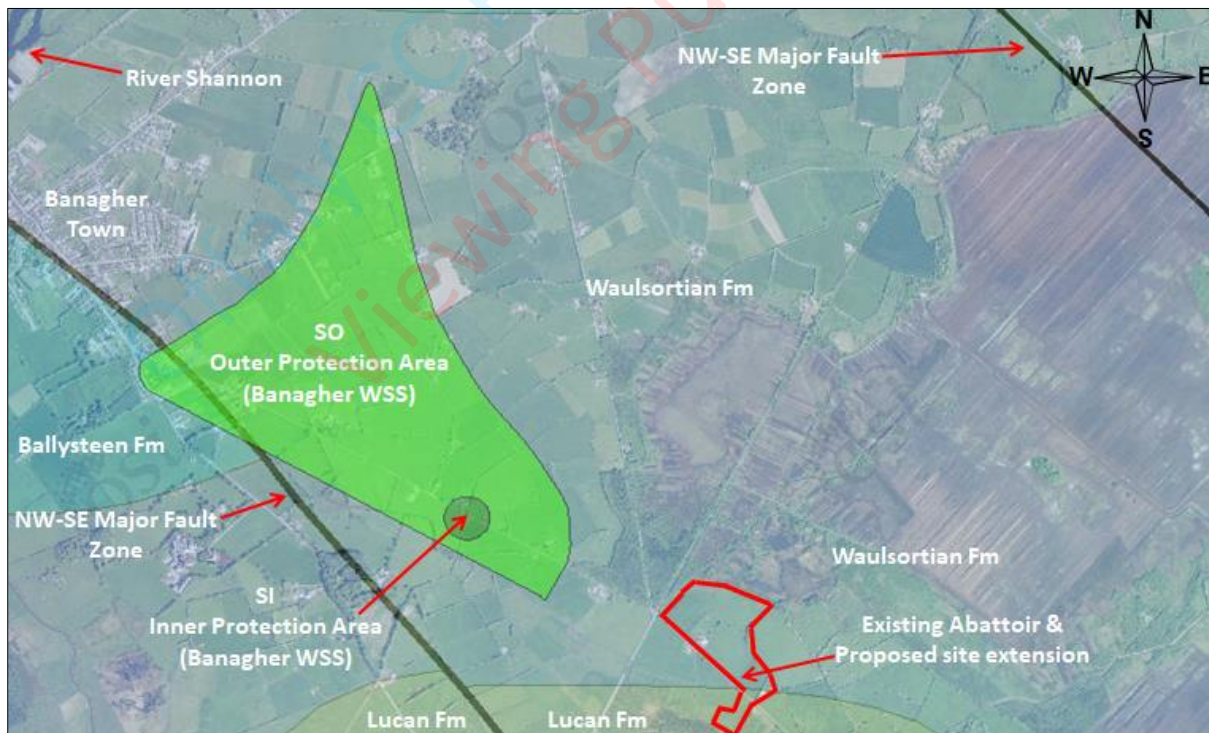 River Shannon
NW-SE Major Fault
Zone
N
W
E
S
Banagher
Town
Waulsortian Fm
SO
Outer Protection Area
(Banagher WSS)
Ballysteen Fm
NW-SE Major Fault
Zone
Waulsortian Fm
SI
Inner Protection Area
(Banagher WSS)
Existing Abattoir &
Proposed site extension
Lucan Fm
Lucan Fm